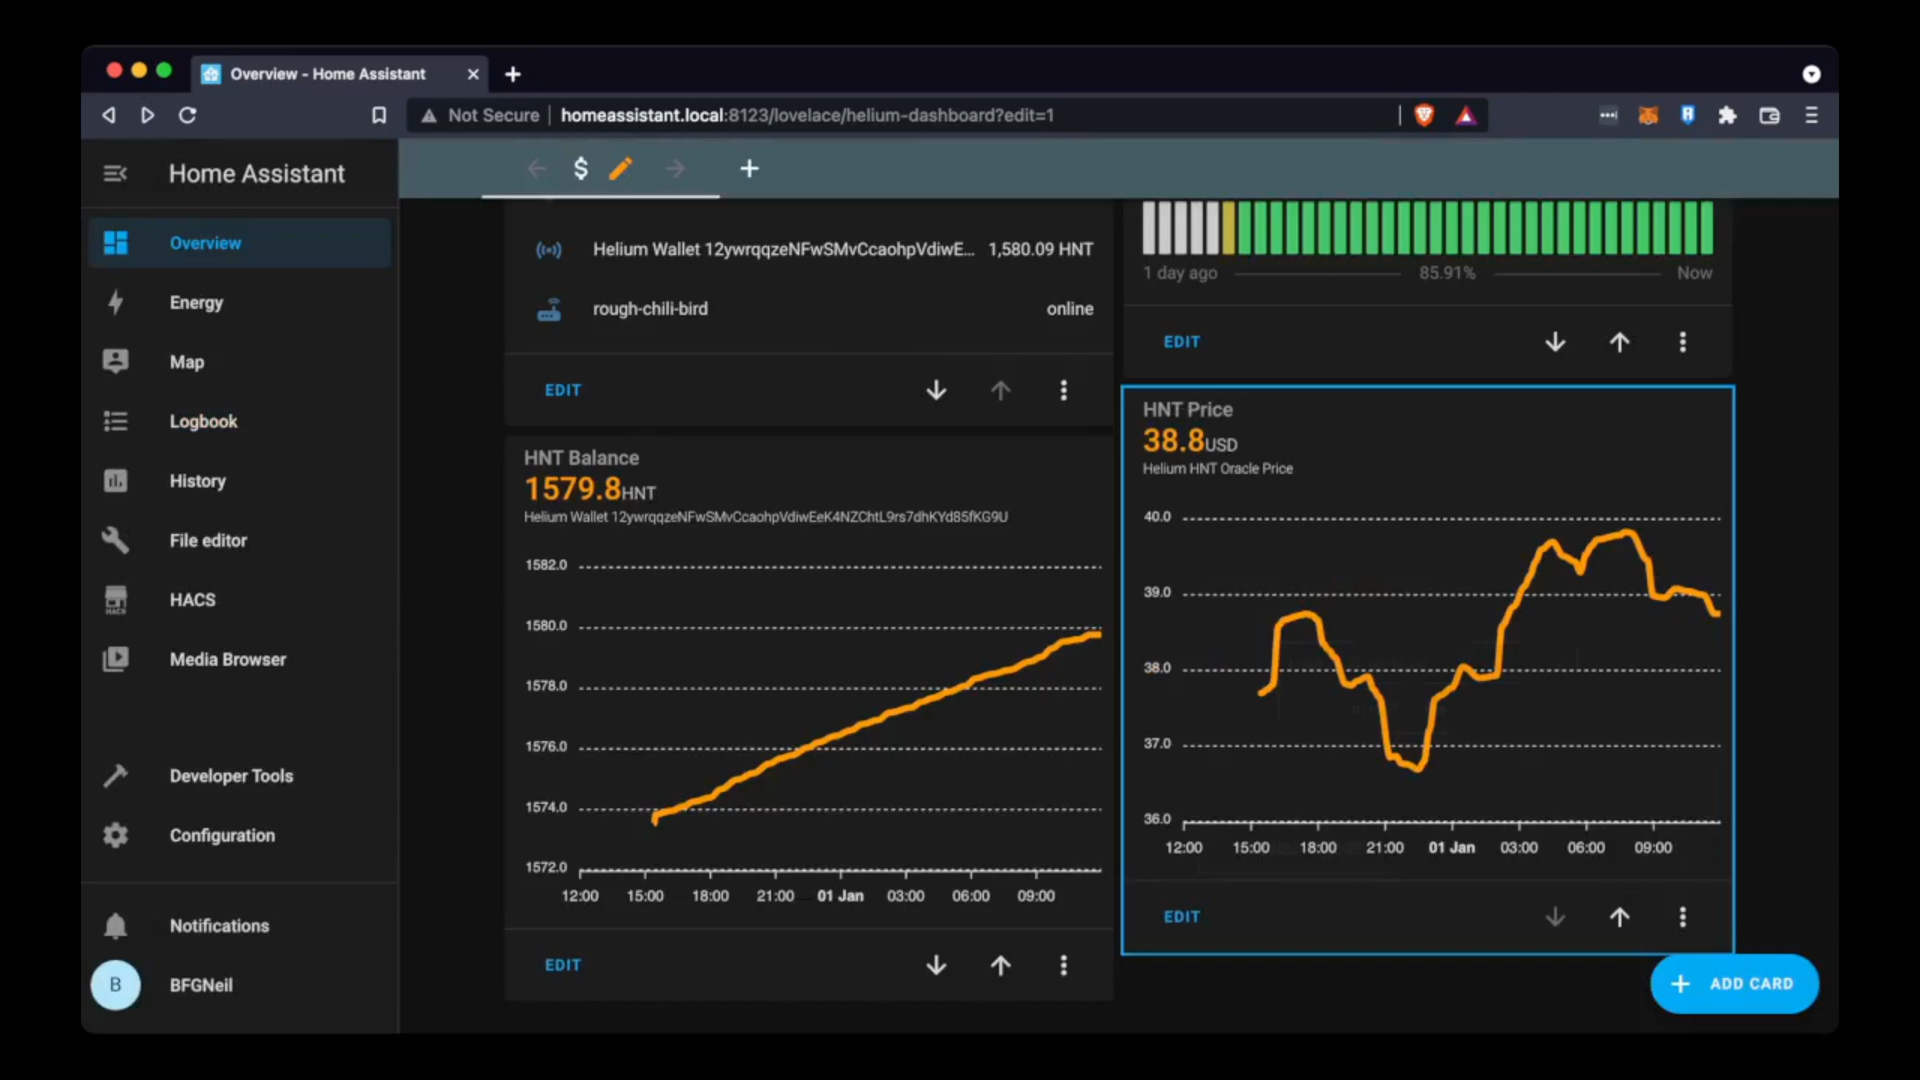 Overview - Home Assistant
Not Secure homeassistant.local:8123/lovelace/helium-dashboard?edit=1
Home Assistant
$
Overview
Energy
Map
Logbook
History
File editor
HACS
Media Browser
Developer Tools
Configuration
Notifications
B BFGNeil
Helium Wallet 12ywrqqzeNFwSMvCcaohpVdiwE... 1,580.09 HNT
rough-chili-bird online
EDIT
HNT Balance
1579.8HNT
Helium Wallet 12ywrqqzeNFwSMvCcaohpVdiwEeK4NZChtL9rs7dhKYd85fKG9U
1582.0
1580.0
1578.0
1576.0
1574.0
1572.0
12:00 15:00 18:00 21:00 01 Jan 03:00 06:00 09:00
EDIT
1 day ago 85.91% Now
EDIT
HNT Price
38.8USD
Helium HNT Oracle Price
40.0
39.0
38.0
37.0
36.0
12:00 15:00 18:00 21:00 01 Jan 03:00 06:00 09:00
EDIT
+ ADD CARD